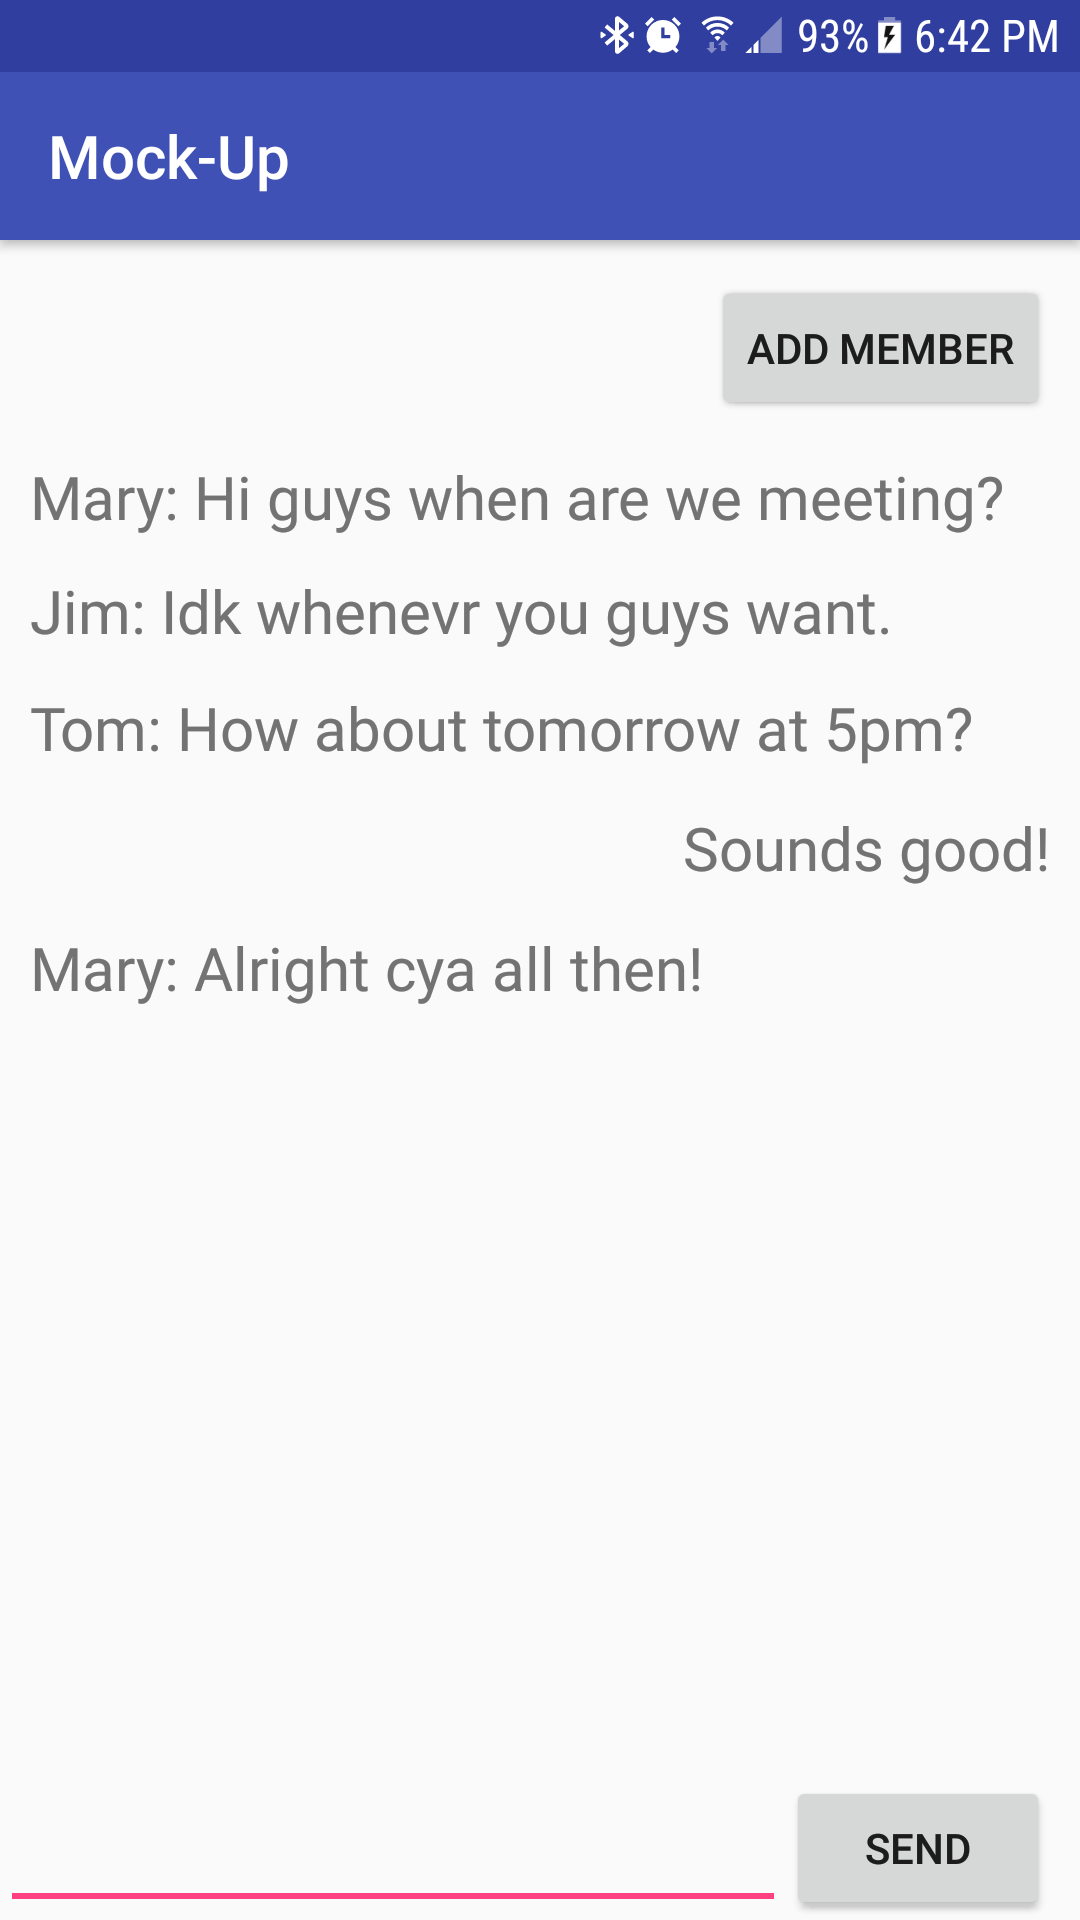 93% 6:42 PM
Mock-Up
ADD MEMBER
Mary: Hi guys when are we meeting?
Jim: Idk whenevr you guys want.
Tom: How about tomorrow at 5pm?
Sounds good!
Mary: Alright cya all then!
SEND